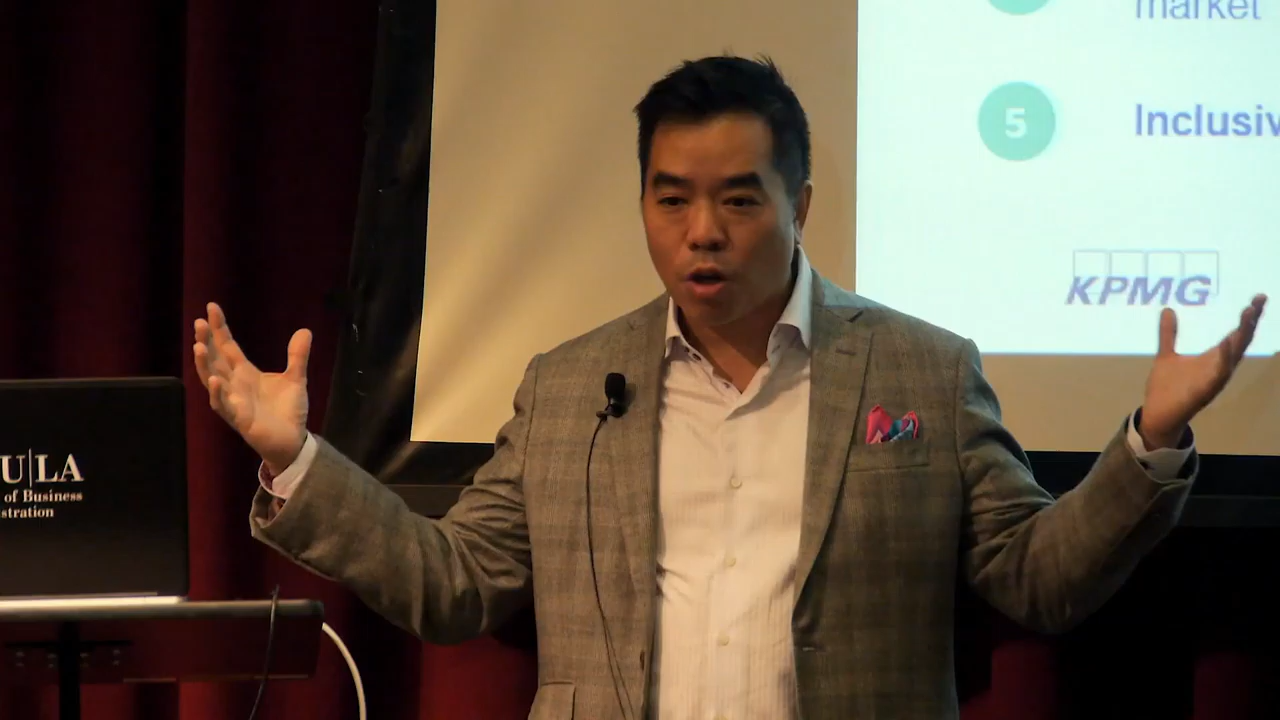 market
5
Inclusiv
KPMG
U|LA
of Business
stration